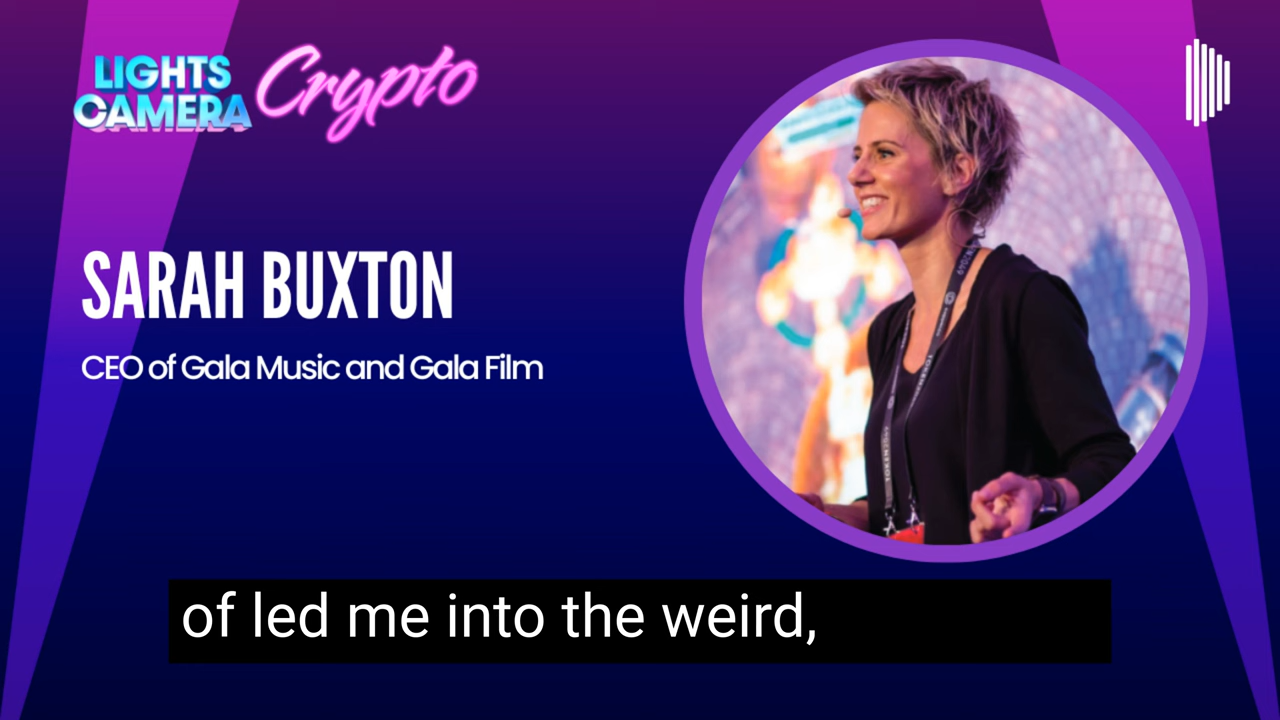 LIGHTS
CAMERA
Crypto
SARAH BUXTON
CEO of Gala Music and Gala Film
of led me into the weird,